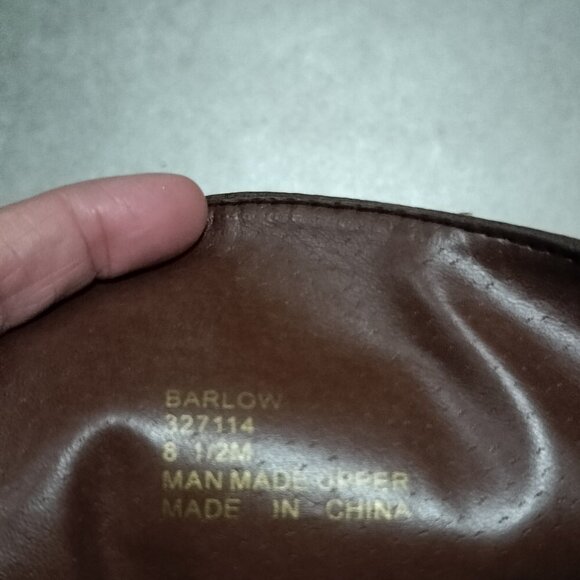 BARLOW
327114
8 1/2M
MAN MADE UPPER
MADE IN CHINA